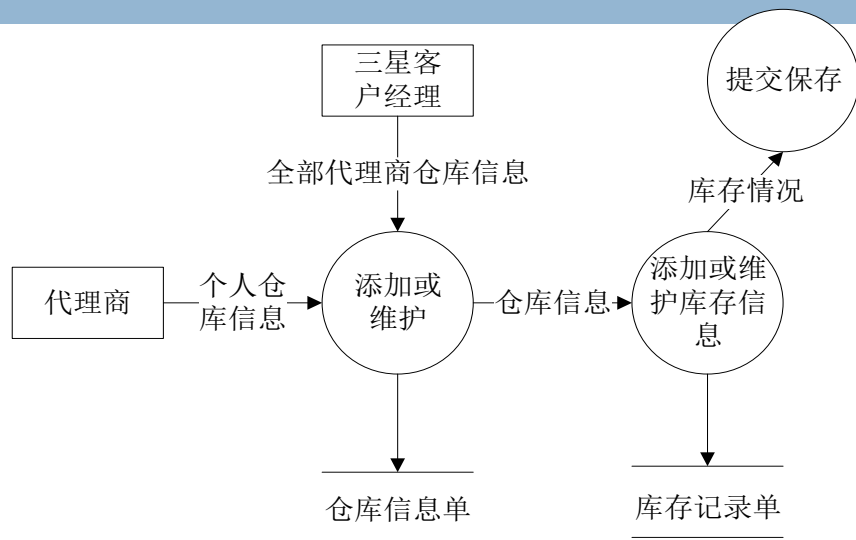 三星客
户经理
提交保存
全部代理商仓库信息
库存情况
代理商
个人仓
库信息
添加或
维护
仓库信息
添加或维
护库存信
息
仓库信息单
库存记录单